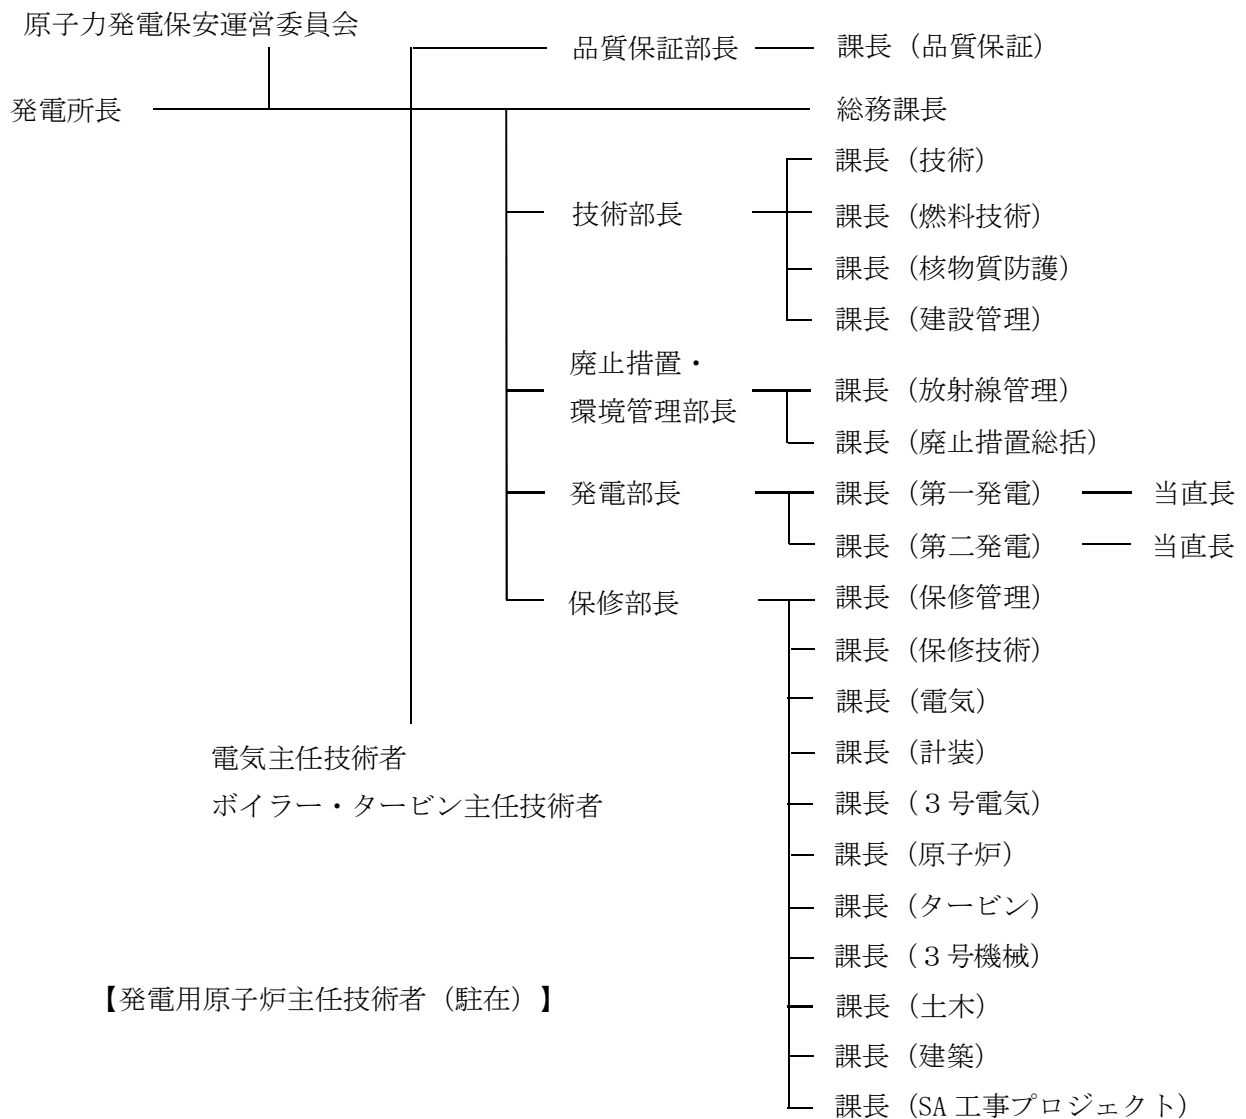 原子力発電保安運営委員会
品質保証部長
課長（品質保証）
発電所長
総務課長
課長（技術）
技術部長
課長（燃料技術）
課長（核物質防護）
課長（建設管理）
廃止措置・
環境管理部長
課長（放射線管理）
課長（廃止措置総括）
発電部長
課長（第一発電）
当直長
課長（第二発電）
当直長
保修部長
課長（保修管理）
課長（保修技術）
課長（電気）
課長（計装）
課長（３号電気）
課長（原子炉）
課長（タービン）
課長（３号機械）
課長（土木）
課長（建築）
課長（SA 工事プロジェクト）
電気主任技術者
ボイラー・タービン主任技術者
【発電用原子炉主任技術者（駐在）】